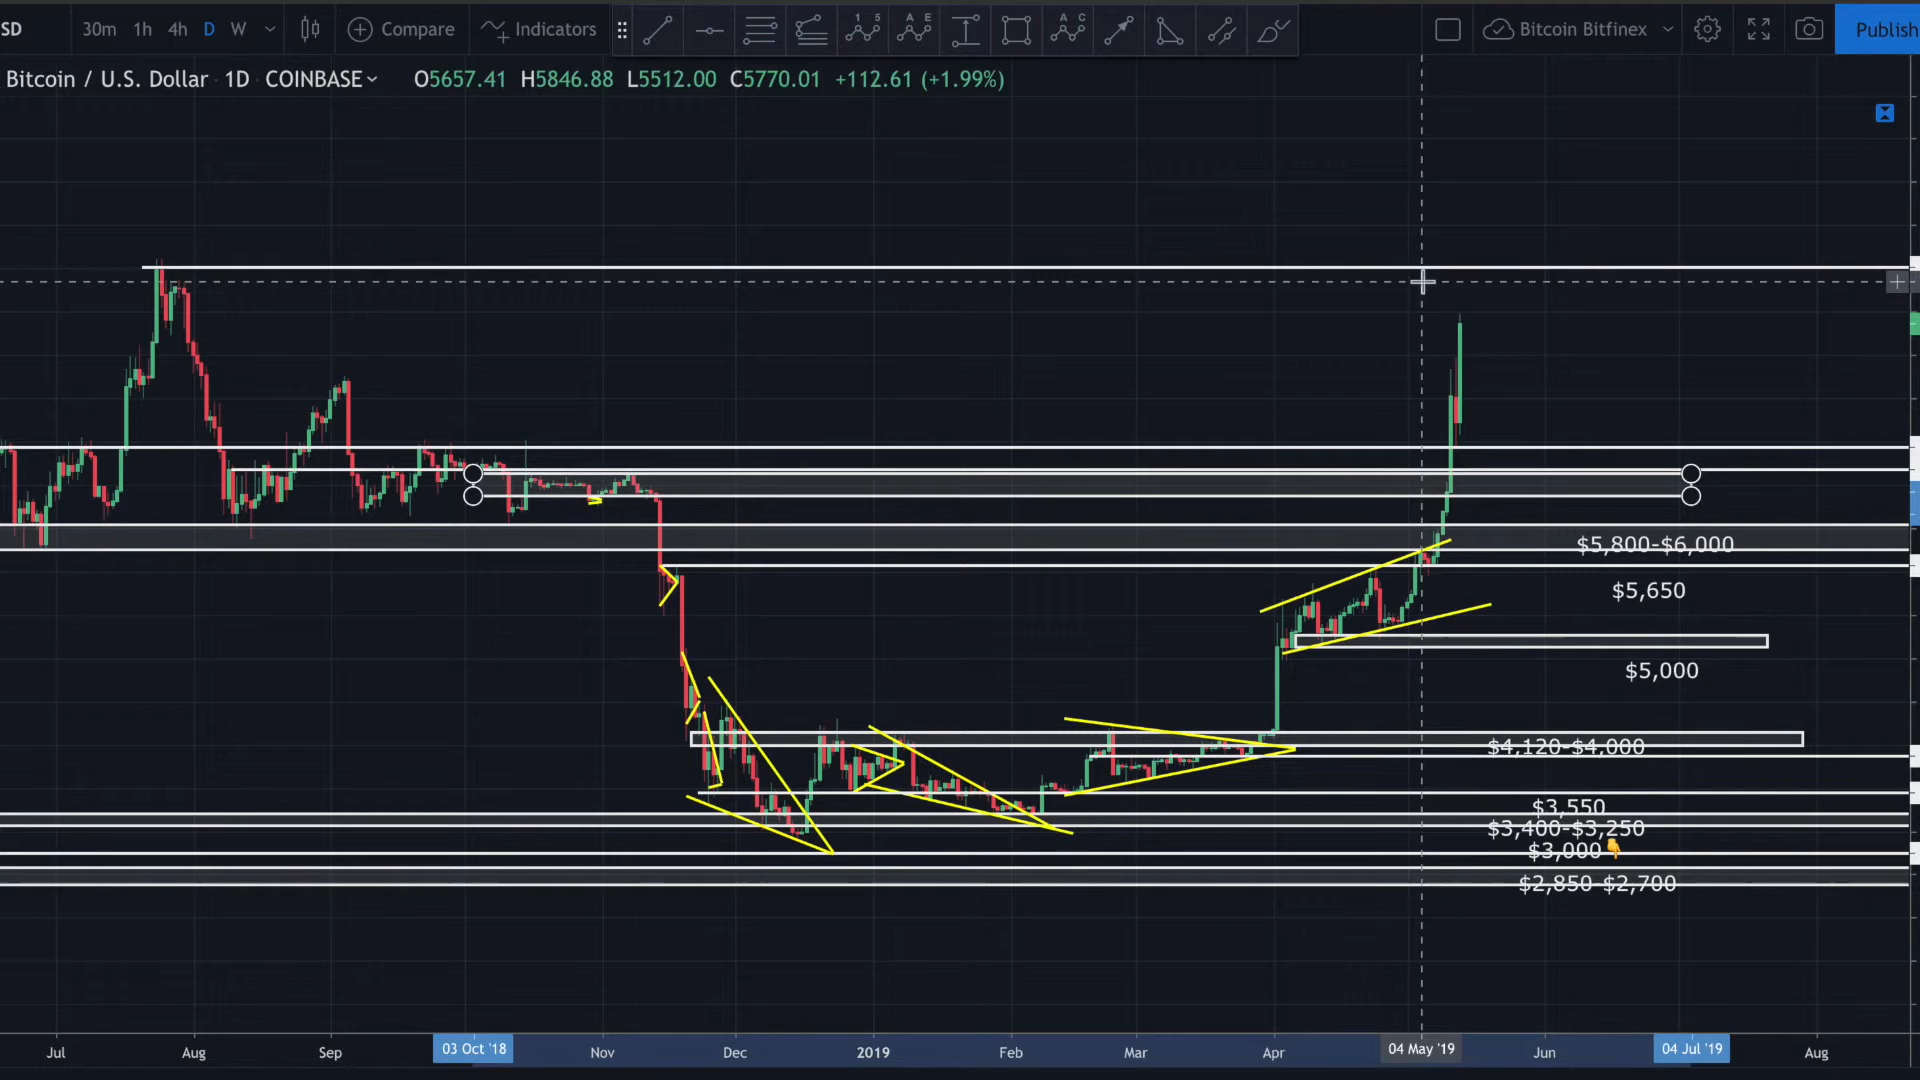 SD 30m 1h 4h D W Compare Indicators Bitcoin Bitfinex Publish
1 5 A E A C
Bitcoin / U.S. Dollar · 1D · COINBASE O5657.41 H5846.88 L5512.00 C5770.01 +112.61 (+1.99%)
$5,800-$6,000
$5,650
$5,000
$4,120-$4,000
$3,550
$3,400-$3,250
$3,000👇
$2,850-$2,700
Jul Aug Sep 03 Oct '18 Nov Dec 2019 Feb Mar Apr 04 May '19 Jun 04 Jul '19 Aug